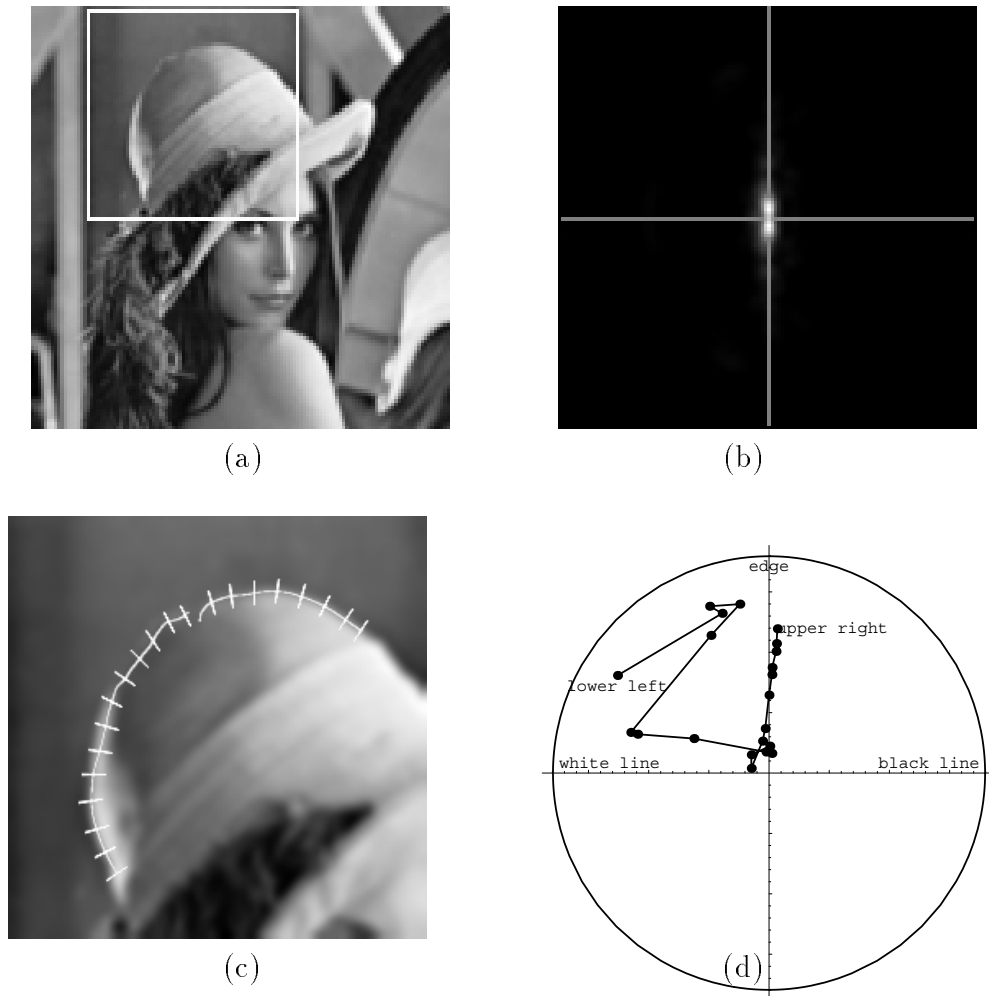 (a)
(b)
edge
upper right
lower left
white line
black line
(c)
(d)